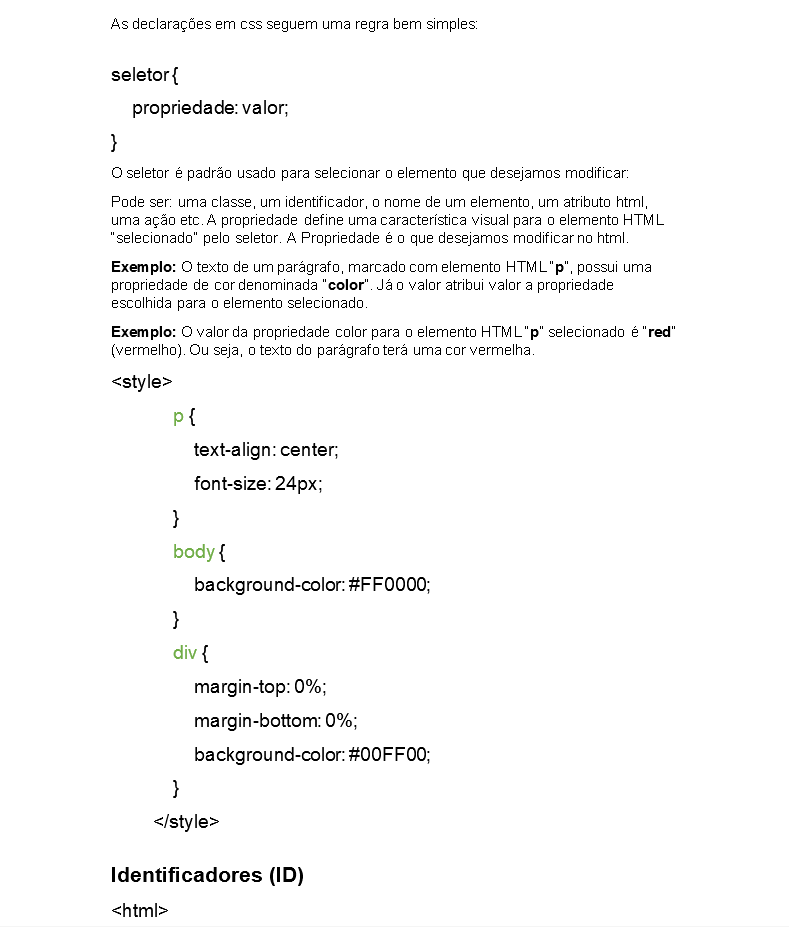 As declarações em css seguem uma regra bem simples:
seletor {
propriedade: valor;
}
O seletor é padrão usado para selecionar o elemento que desejamos modificar:
Pode ser: uma classe, um identificador, o nome de um elemento, um atributo html,
uma ação etc. A propriedade define uma característica visual para o elemento HTML
"selecionado" pelo seletor. A Propriedade é o que desejamos modificar no html.
Exemplo: O texto de um parágrafo, marcado com elemento HTML "p", possui uma
propriedade de cor denominada "color". Já o valor atribui valor a propriedade
escolhida para o elemento selecionado.
Exemplo: O valor da propriedade color para o elemento HTML "p" selecionado é "red"
(vermelho). Ou seja, o texto do parágrafo terá uma cor vermelha.
<style>
p {
text-align: center;
font-size: 24px;
}
body {
background-color: #FF0000;
}
div {
margin-top: 0%;
margin-bottom: 0%;
background-color: #00FF00;
}
</style>
Identificadores (ID)
<html>